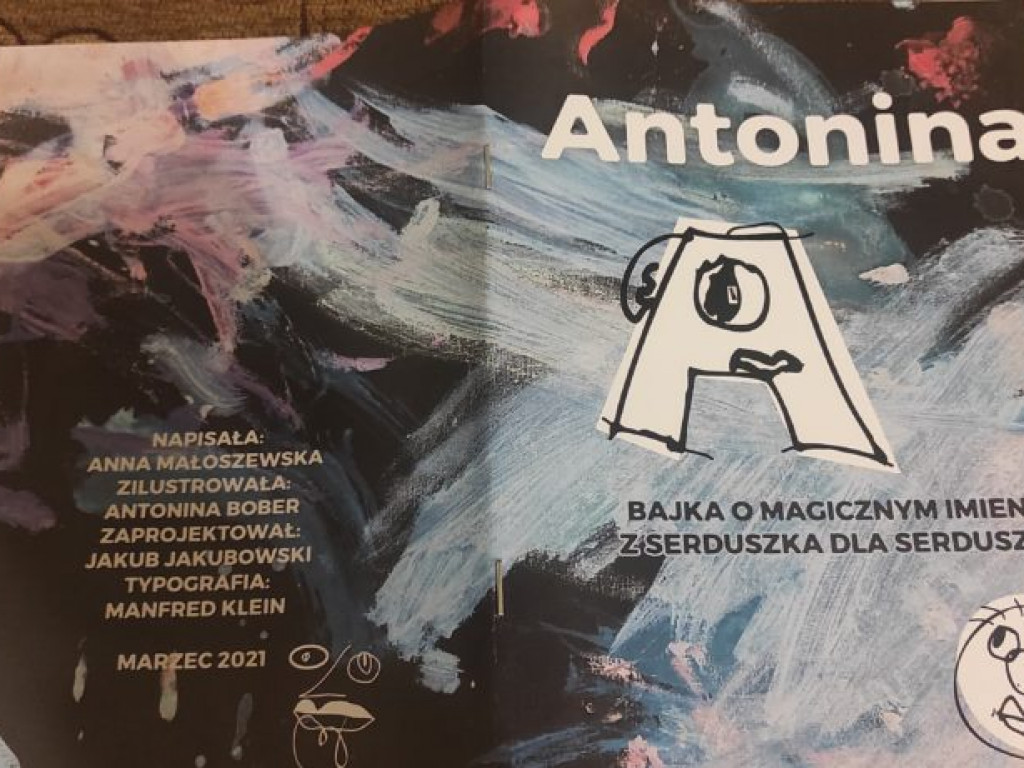 Antonina
BAJKA O MAGICZNYM IMIEN
Z SERDUSZKA DLA SERDUSZ
NAPISAŁA:
ANNA MAŁOSZEWSKA
ZILUSTROWAŁA:
ANTONINA BOBER
ZAPROJEKTOWAŁ:
JAKUB JAKUBOWSKI
TYPOGRAFIA:
MANFRED KLEIN
MARZEC 2021